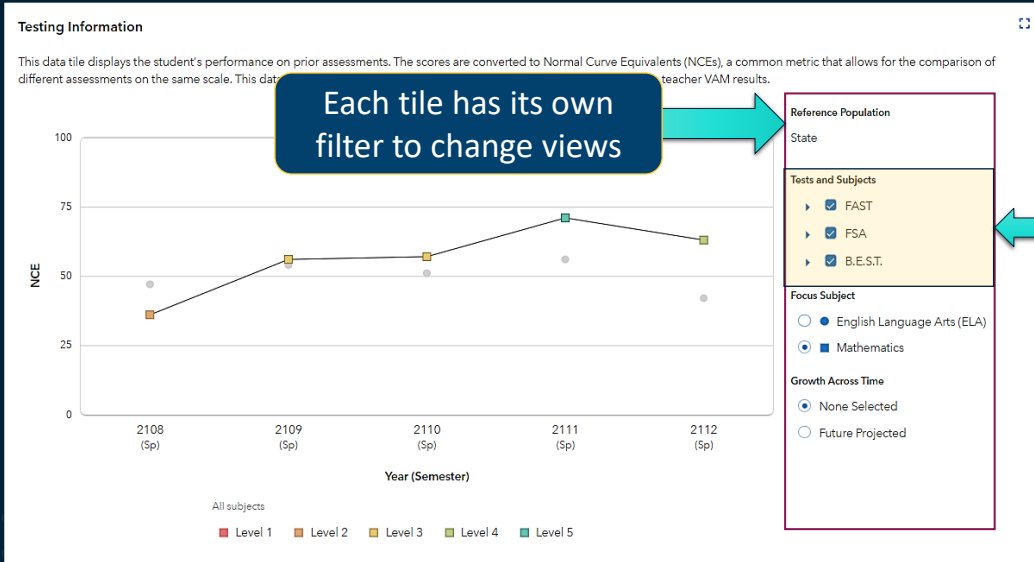 Testing Information
This data tile displays the student's performance on prior assessments. The scores are converted to Normal Curve Equivalents (NCEs), a common metric that allows for the comparison of
different assessments on the same scale. This teacher VAM results.
Each tile has its own
filter to change views
Reference Population
State
Tests and Subjects
FAST
FSA
B.E.S.T.
Focus Subject
English Language Arts (ELA)
Mathematics
Growth Across Time
None Selected
Future Projected
100
75
50
25
0
NCE
2108 2109 2110 2111 2112
(Sp) (Sp) (Sp) (Sp) (Sp)
Year (Semester)
All subjects
Level 1 Level 2 Level 3 Level 4 Level 5